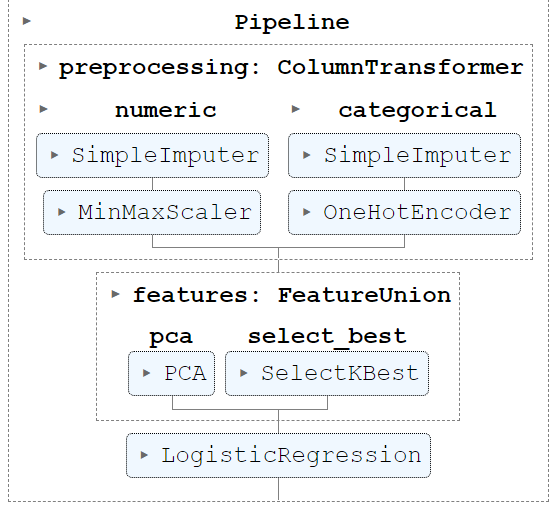 Pipeline
preprocessing: ColumnTransformer
numeric categorical
SimpleImputer SimpleImputer
MinMaxScaler OneHotEncoder
features: FeatureUnion
pca select_best
PCA SelectKBest
LogisticRegression